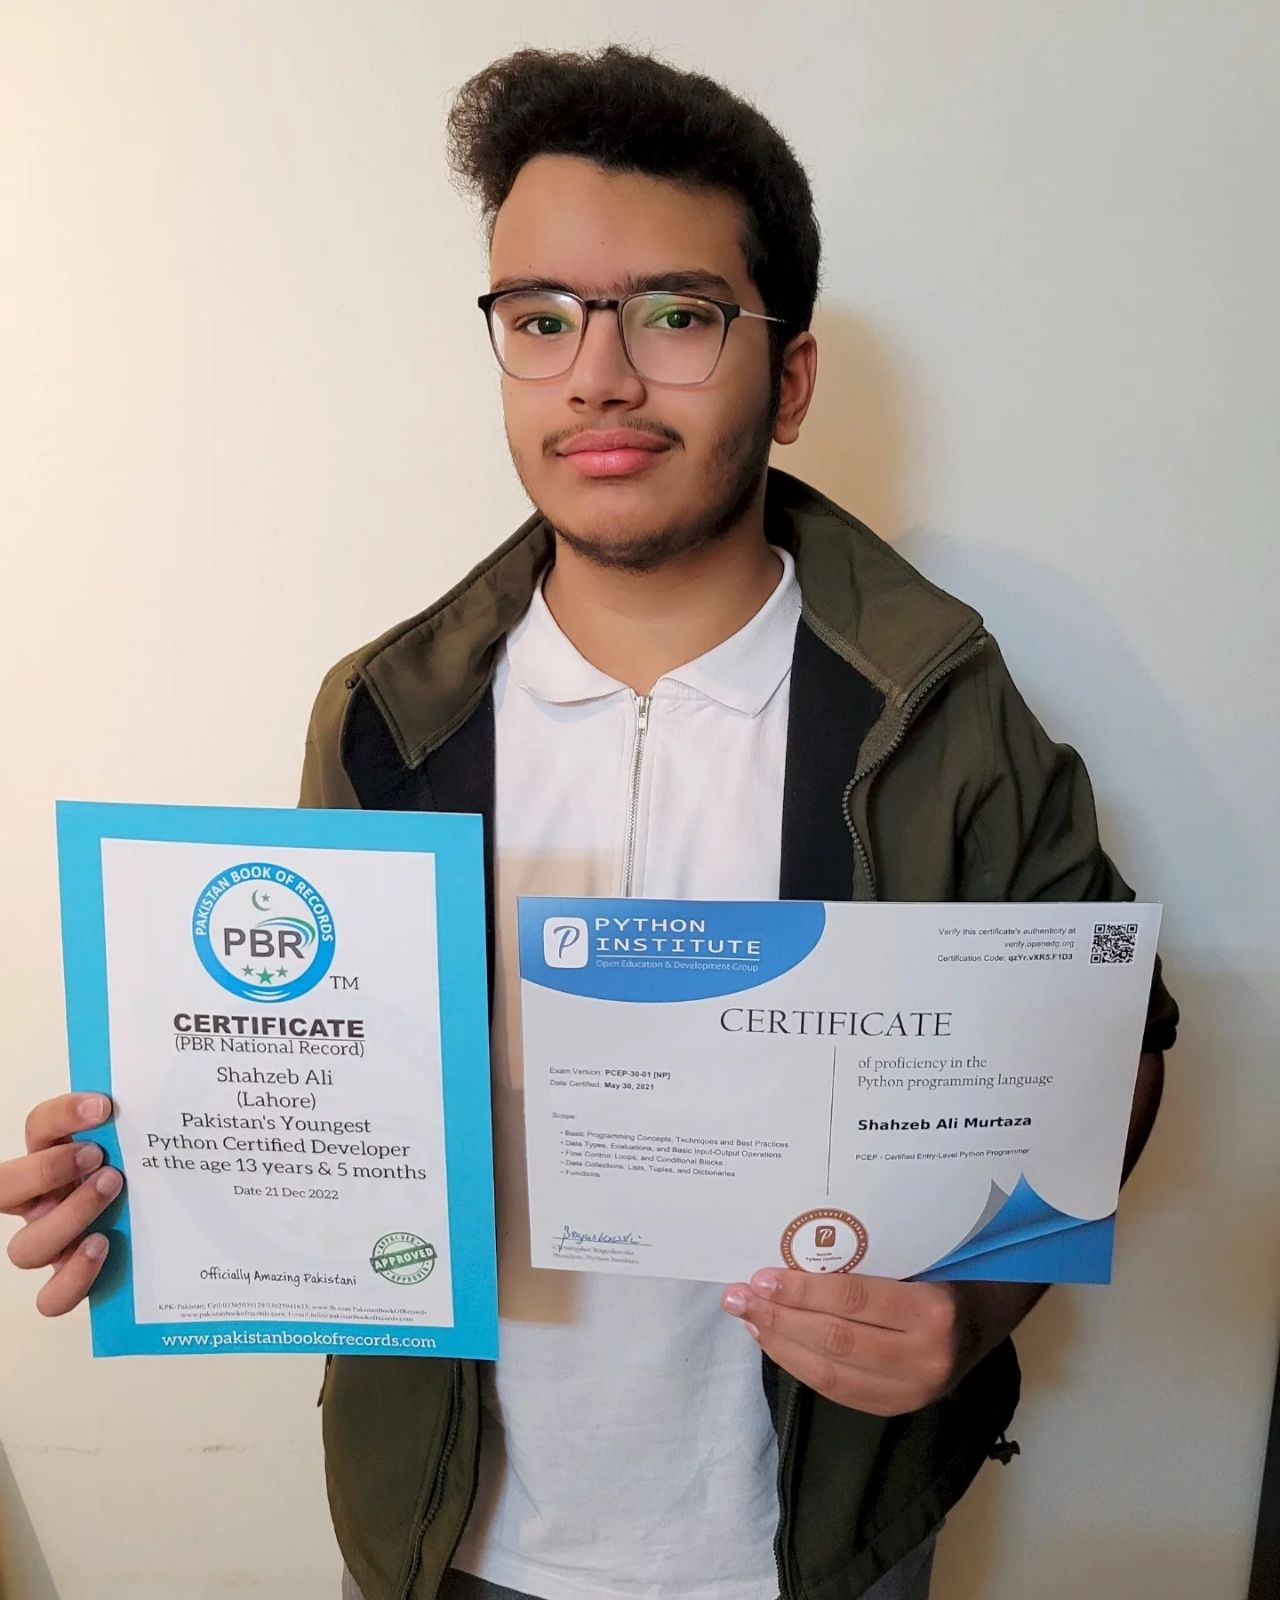 PAKISTAN BOOK OF RECORDS
PBR
TM
CERTIFICATE
(PBR National Record)
Shahzeb Ali
(Lahore)
Pakistan's Youngest
Python Certified Developer
at the age 13 years & 5 months
Date 21 Dec 2022
APPROVED
APPROVED
APPROVED
Officially Amazing Pakistani
www.pakistanbookofrecords.com
PYTHON
INSTITUTE
Open Education & Development Group
Verify this certificate's authenticity at
verify.openedg.org
Certification Code: qzYr.vXR5.F1D3
CERTIFICATE
of proficiency in the
Python programming language
Exam Version: PCEP-30-01 [NP]
Date Certified: May 30, 2021
Scope:
- Basic Programming Concepts, Techniques and Best Practices
- Data Types, Evaluations, and Basic Input-Output Operations
- Flow Control: Loops, and Conditional Blocks
- Data Collections: Lists, Tuples, and Dictionaries
- Functions
Shahzeb Ali Murtaza
PCEP - Certified Entry-Level Python Programmer
President, Python Institute
Python Institute